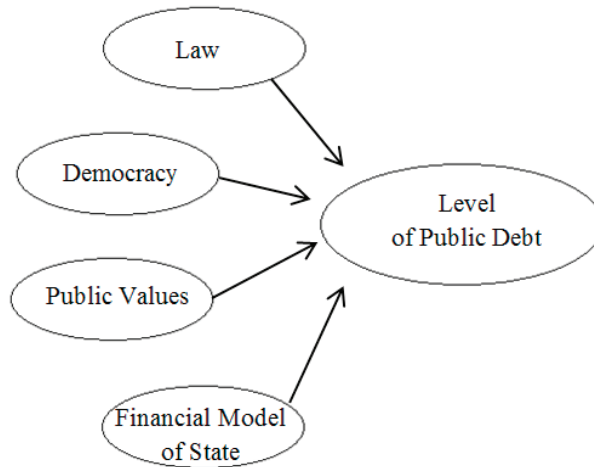 Law
Democracy
Level
of Public Debt
Public Values
Financial Model
of State